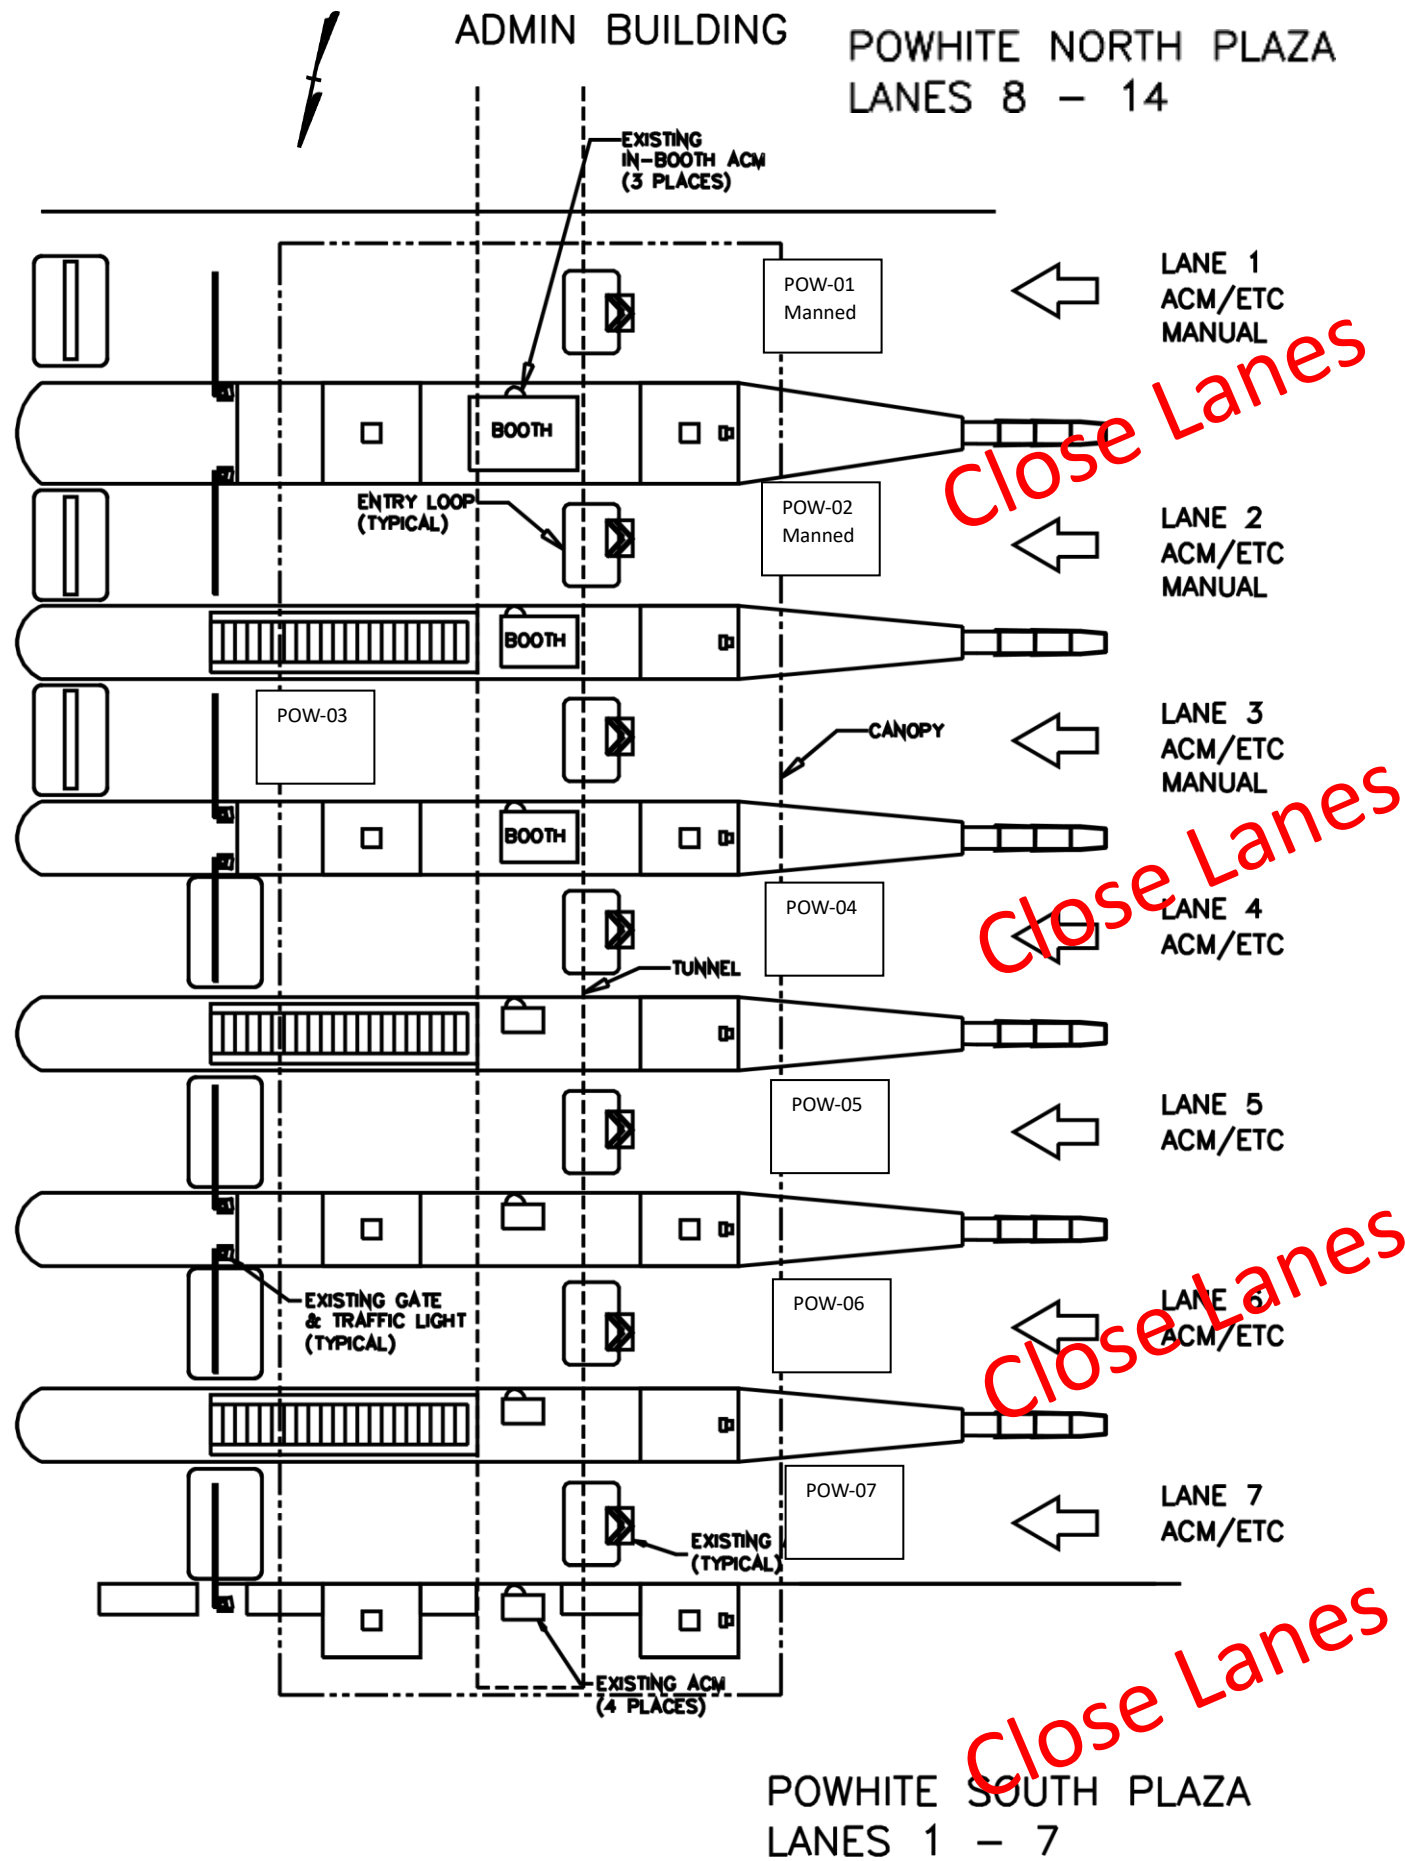 ADMIN BUILDING
POWHITE NORTH PLAZA
LANES 8 - 14
EXISTING
IN-BOOTH ACM
(3 PLACES)
POW-01
Manned
LANE 1
ACM/ETC
MANUAL
Close Lanes
BOOTH
ENTRY LOOP
(TYPICAL)
POW-02
Manned
LANE 2
ACM/ETC
MANUAL
BOOTH
POW-03
CANOPY
LANE 3
ACM/ETC
MANUAL
Close Lanes
BOOTH
POW-04
LANE 4
ACM/ETC
TUNNEL
POW-05
LANE 5
ACM/ETC
Close Lanes
EXISTING GATE
& TRAFFIC LIGHT
(TYPICAL)
POW-06
LANE 6
ACM/ETC
POW-07
LANE 7
ACM/ETC
EXISTING
(TYPICAL)
Close Lanes
EXISTING ACM
(4 PLACES)
POWHITE SOUTH PLAZA
LANES 1 - 7